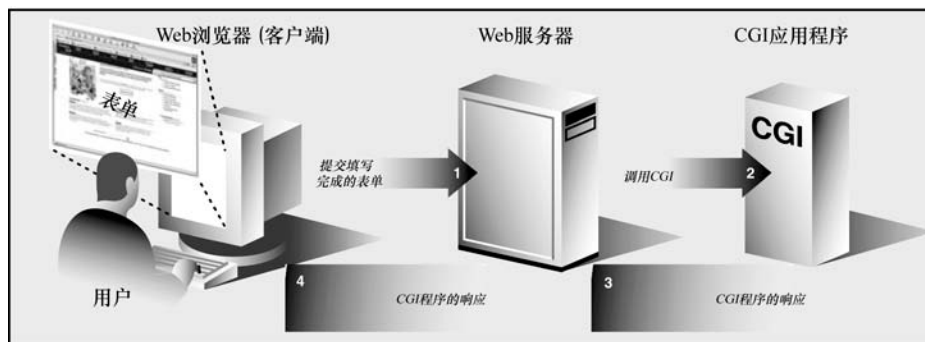 Web浏览器 (客户端)
Web服务器
CGI应用程序
表单
CGI
提交填写
完成的表单
1
调用CGI
2
用户
4
CGI程序的响应
3
CGI程序的响应